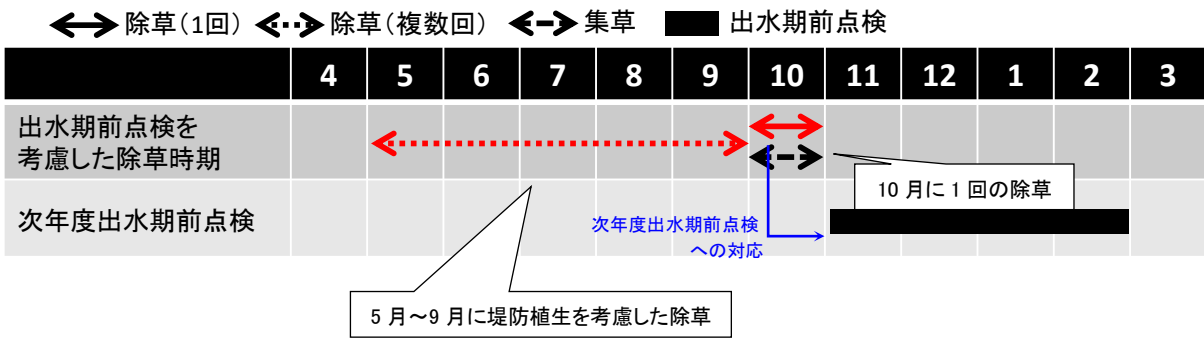 除草(1回) 除草(複数回) 集草 出水期前点検
4 5 6 7 8 9 10 11 12 1 2 3
出水期前点検を
考慮した除草時期
10 月に 1 回の除草
次年度出水期前点検
次年度出水期前点検
への対応
5 月～9 月に堤防植生を考慮した除草